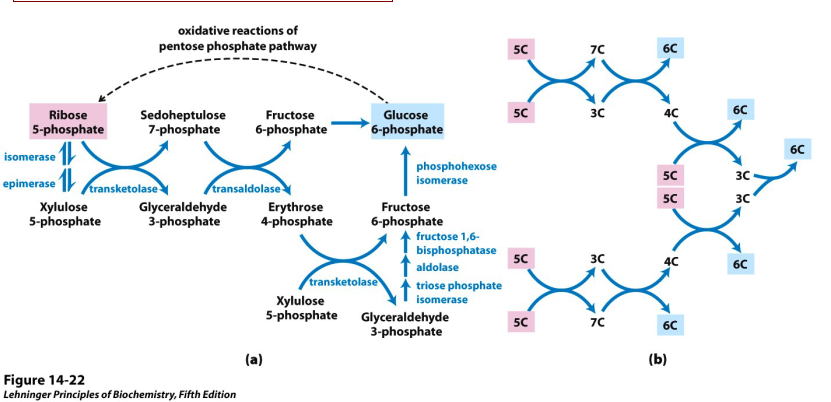 oxidative reactions of
pentose phosphate pathway
Ribose
5-phosphate
Sedoheptulose
7-phosphate
Fructose
6-phosphate
Glucose
6-phosphate
isomerase
epimerase
transketolase
transaldolase
phosphohexose
isomerase
Xylulose
5-phosphate
Glyceraldehyde
3-phosphate
Erythrose
4-phosphate
Fructose
6-phosphate
fructose 1,6-
bisphosphatase
aldolase
triose phosphate
isomerase
transketolase
Xylulose
5-phosphate
Glyceraldehyde
3-phosphate
(a)
5C 7C 6C
5C 3C 4C
6C
6C
5C 3C
5C 3C
5C 3C 4C 6C
5C 7C 6C
(b)
Figure 14-22
Lehninger Principles of Biochemistry, Fifth Edition